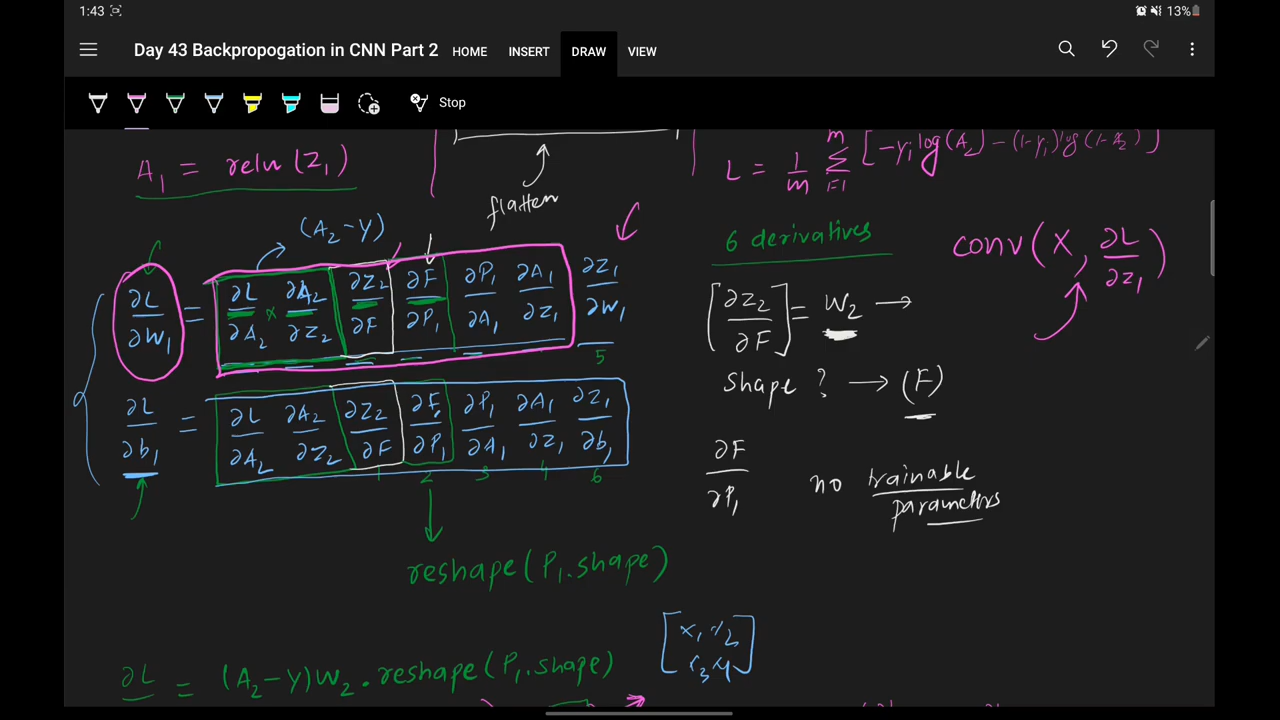 1:43 13%
Day 43 Backpropogation in CNN Part 2 HOME INSERT DRAW VIEW
Stop
A₁ = relu(Z₁)
flatten
L = 1/m Σ i=1 m [-yᵢ log(A₂) - (1-yᵢ) log(1-A₂)]
(A₂-Y)
6 derivatives
conv(X, ∂L/∂Z₁)
∂L/∂W₁ = ∂L/∂A₂ × ∂A₂/∂Z₂ ∂Z₂/∂F ∂F/∂P₁ ∂P₁/∂A₁ ∂A₁/∂Z₁ ∂Z₁/∂W₁
5
[∂Z₂/∂F] = W₂ →
shape ? → (F)
∂L/∂b₁ = ∂L/∂A₂ ∂A₂/∂Z₂ ∂Z₂/∂F ∂F/∂P₁ ∂P₁/∂A₁ ∂A₁/∂Z₁ ∂Z₁/∂b₁
1 2 3 4 6
∂F/∂P₁ no trainable
parameters
reshape(P₁.shape)
∂L = (A₂-Y)W₂.reshape(P₁.shape)